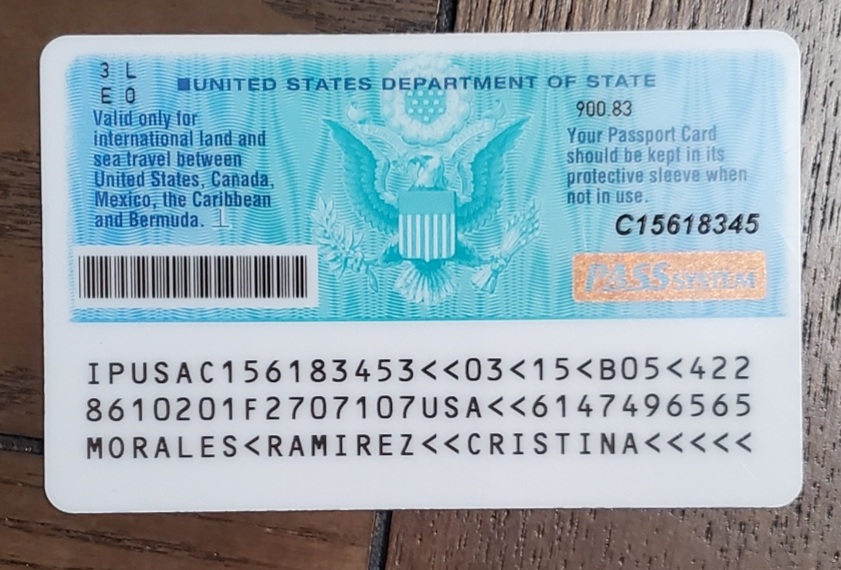 3 L
E 0
UNITED STATES DEPARTMENT OF STATE
Valid only for
international land and
sea travel between
United States, Canada,
Mexico, the Caribbean
and Bermuda. 1
900.83
Your Passport Card
should be kept in its
protective sleeve when
not in use.
C15618345
PASS SYSTEM
IPUSAC156183453<<03<15<B05<422
8610201F2707107USA<<6147496565
MORALES<RAMIREZ<<CRISTINA<<<<<